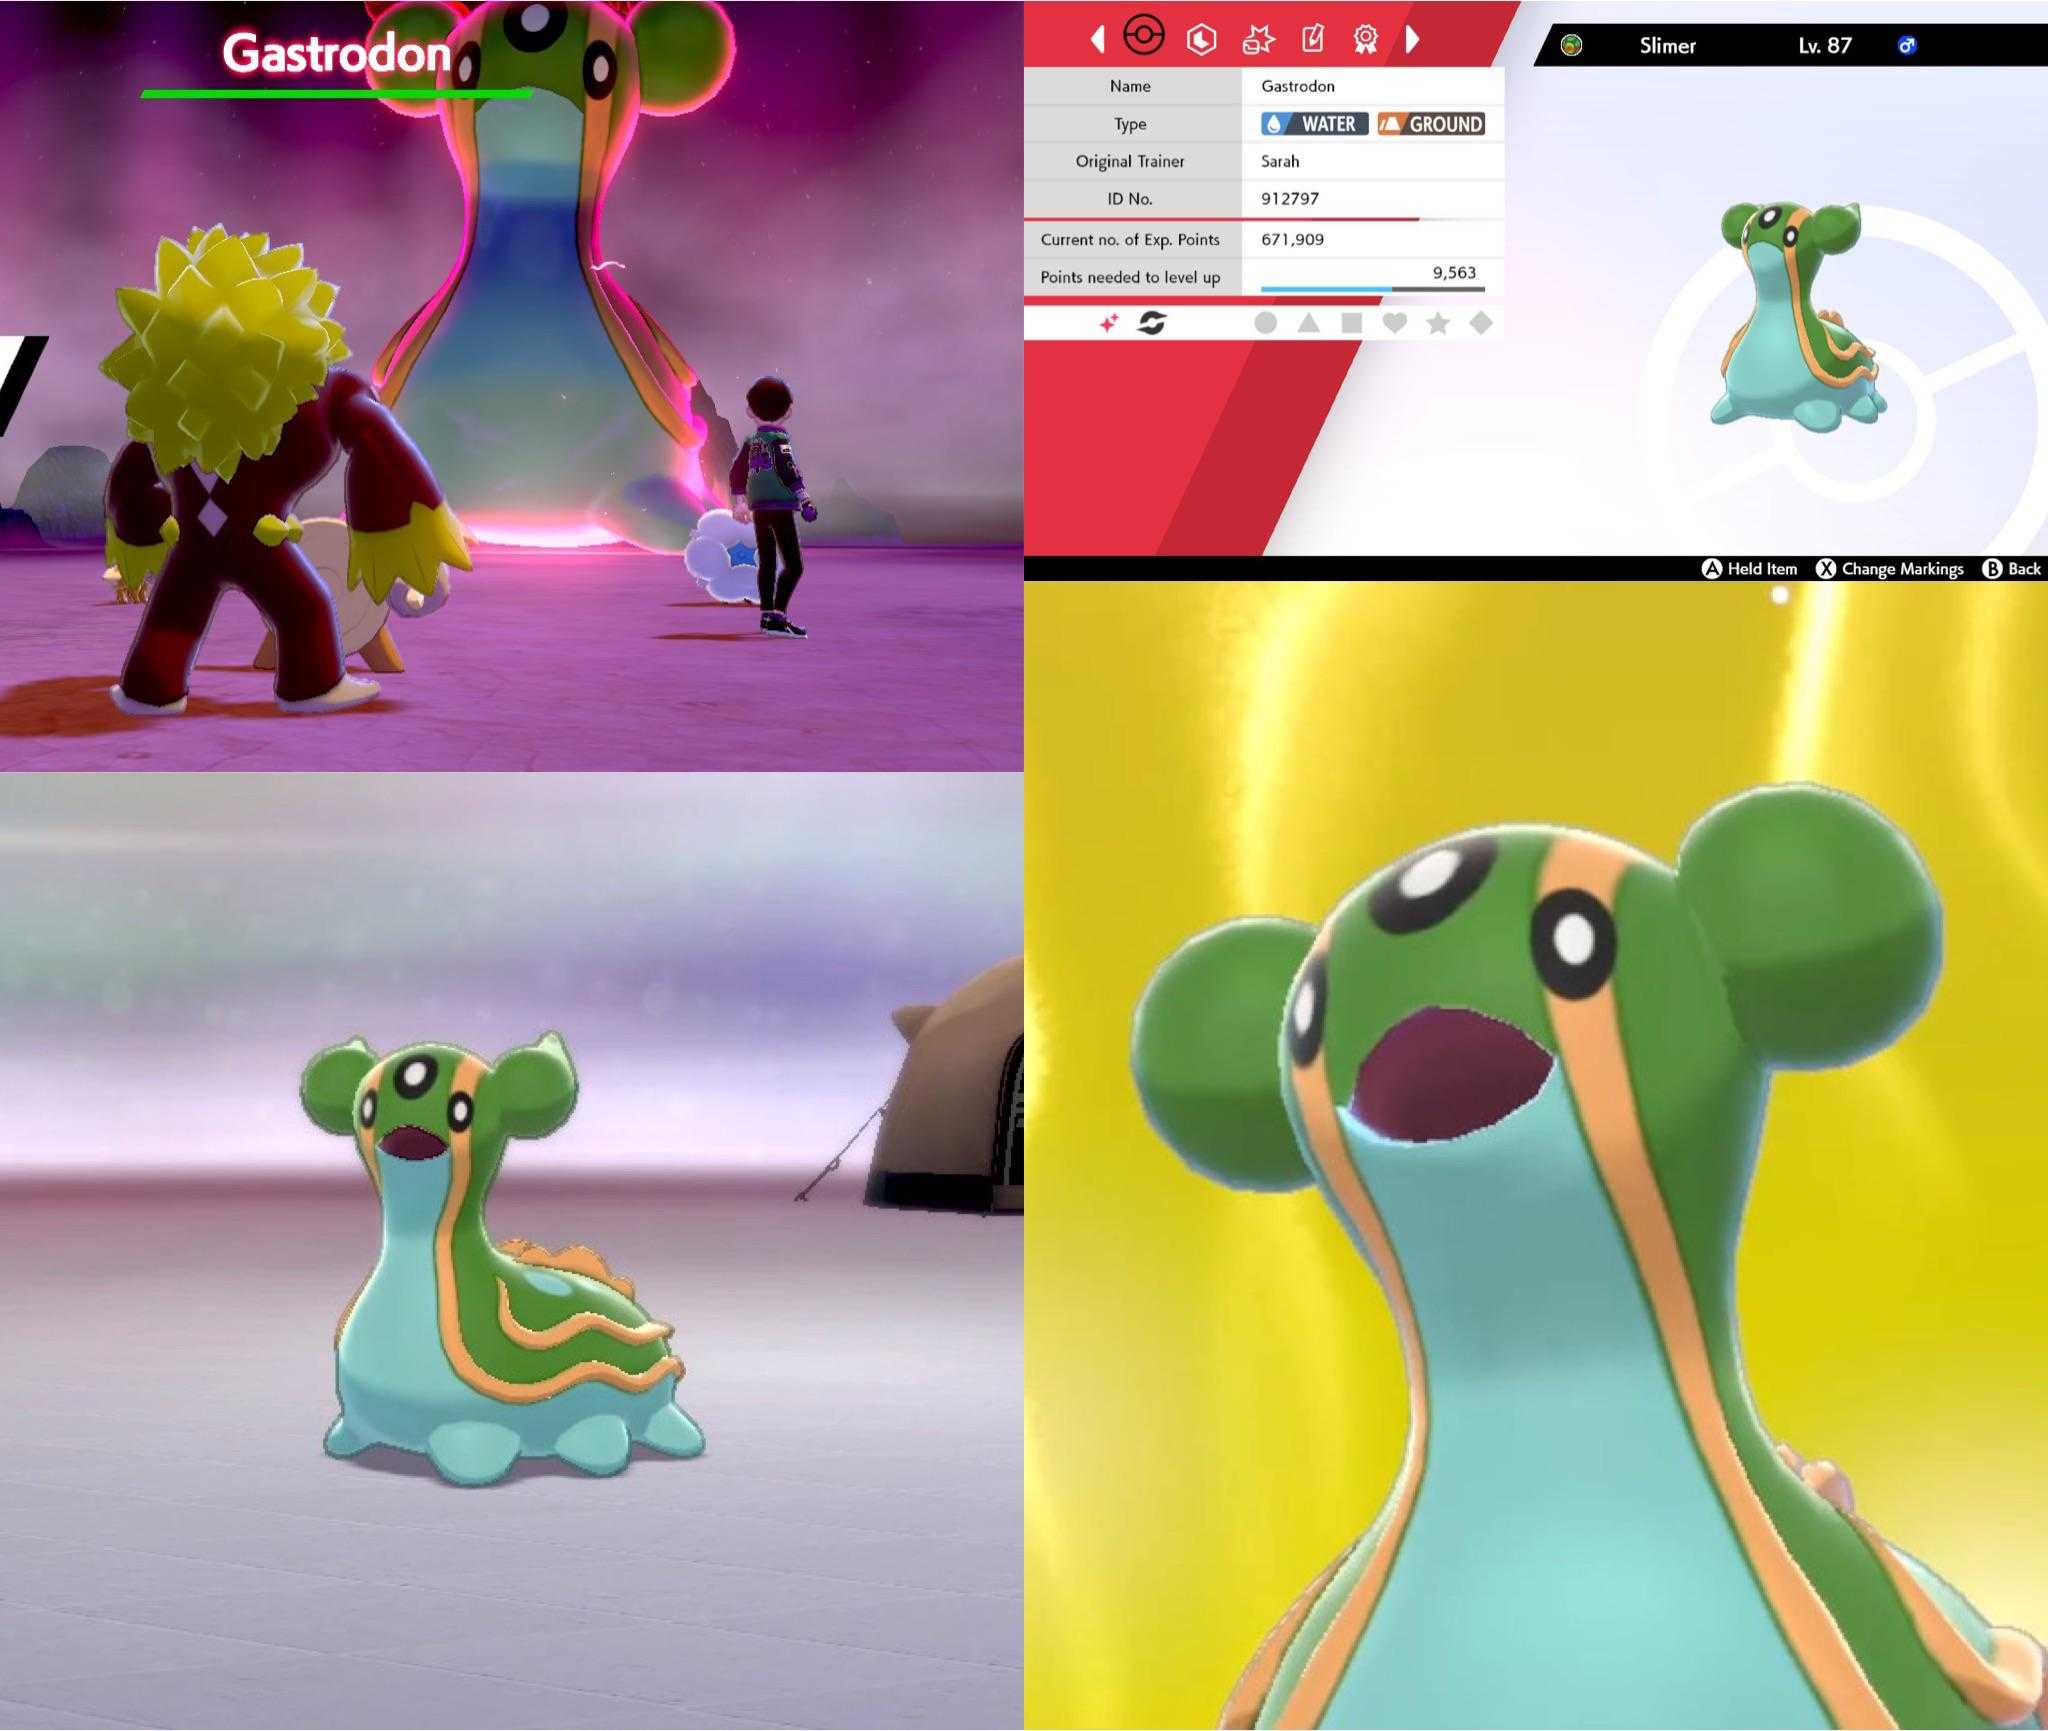 Gastrodon
Slimer Lv. 87
Name Gastrodon
Type WATER GROUND
Original Trainer Sarah
ID No. 912797
Current no. of Exp. Points 671,909
Points needed to level up 9,563
A Held Item X Change Markings B Back